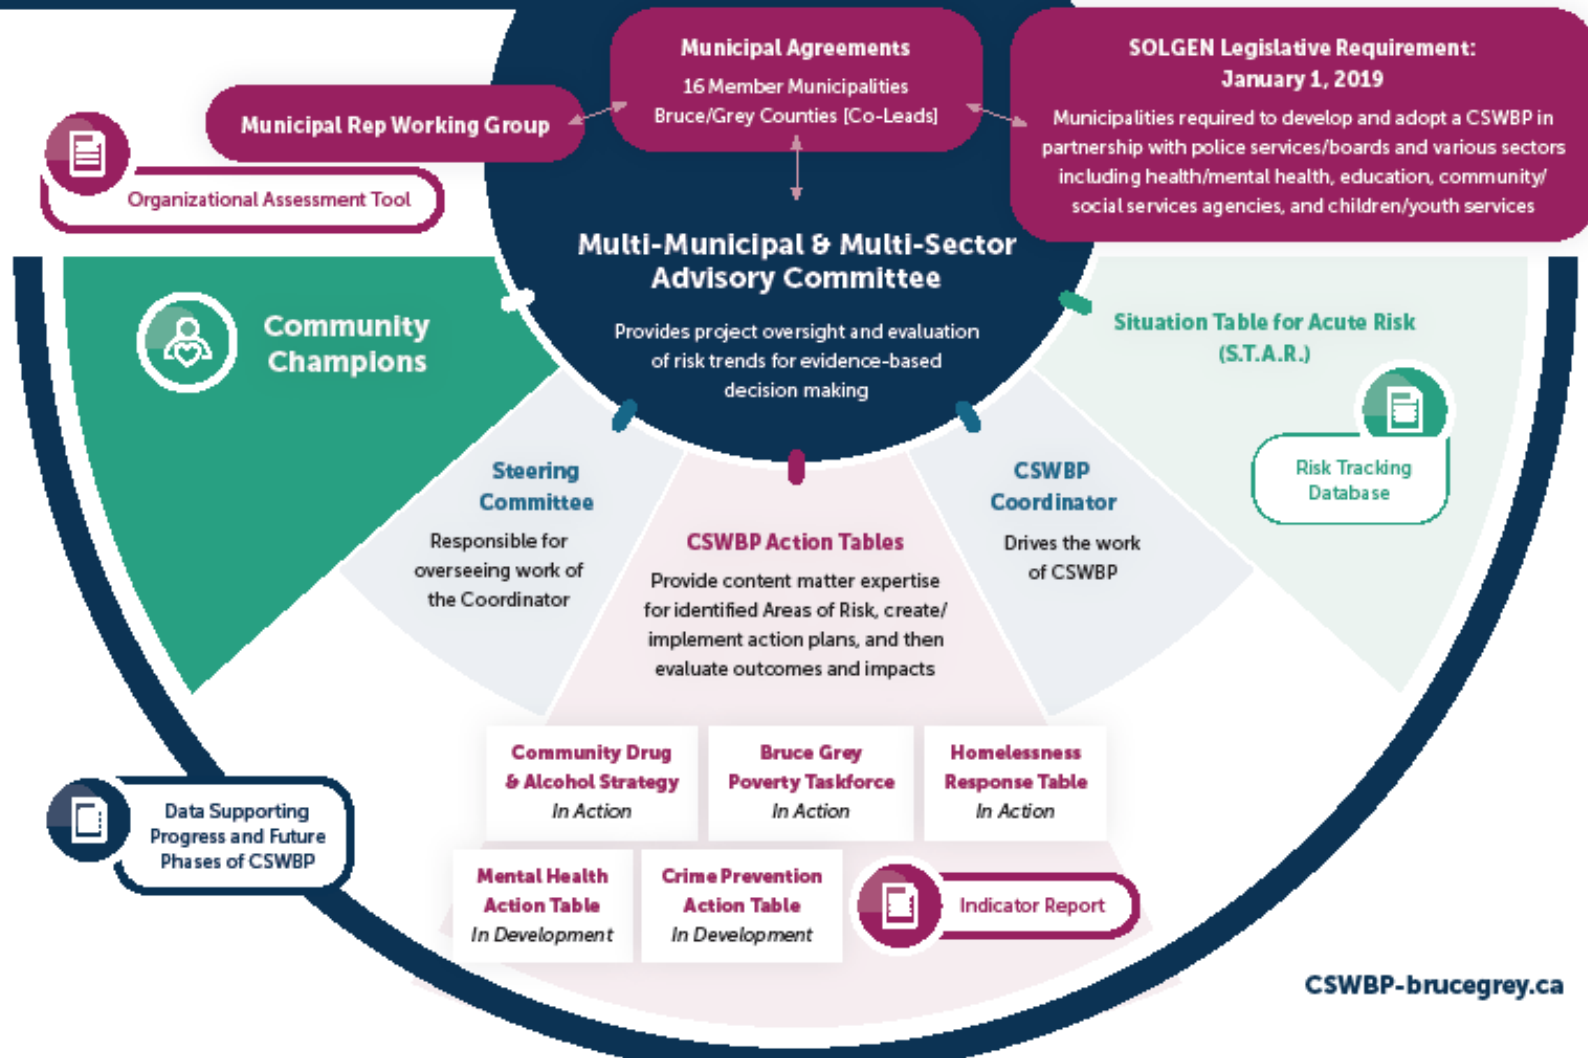 Municipal Agreements
16 Member Municipalities
Bruce/Grey Counties [Co-Leads]
SOLGEN Legislative Requirement:
January 1, 2019
Municipalities required to develop and adopt a CSWBP in
partnership with police services/boards and various sectors
including health/mental health, education, community/
social services agencies, and children/youth services
Municipal Rep Working Group
Organizational Assessment Tool
Multi-Municipal & Multi-Sector
Advisory Committee
Provides project oversight and evaluation
of risk trends for evidence-based
decision making
Community
Champions
Situation Table for Acute Risk
(S.T.A.R.)
Risk Tracking
Database
Steering
Committee
Responsible for
overseeing work of
the Coordinator
CSWBP Action Tables
Provide content matter expertise
for identified Areas of Risk, create/
implement action plans, and then
evaluate outcomes and impacts
CSWBP
Coordinator
Drives the work
of CSWBP
Community Drug
& Alcohol Strategy
In Action
Bruce Grey
Poverty Taskforce
In Action
Homelessness
Response Table
In Action
Data Supporting
Progress and Future
Phases of CSWBP
Mental Health
Action Table
In Development
Crime Prevention
Action Table
In Development
Indicator Report
CSWBP-brucegrey.ca